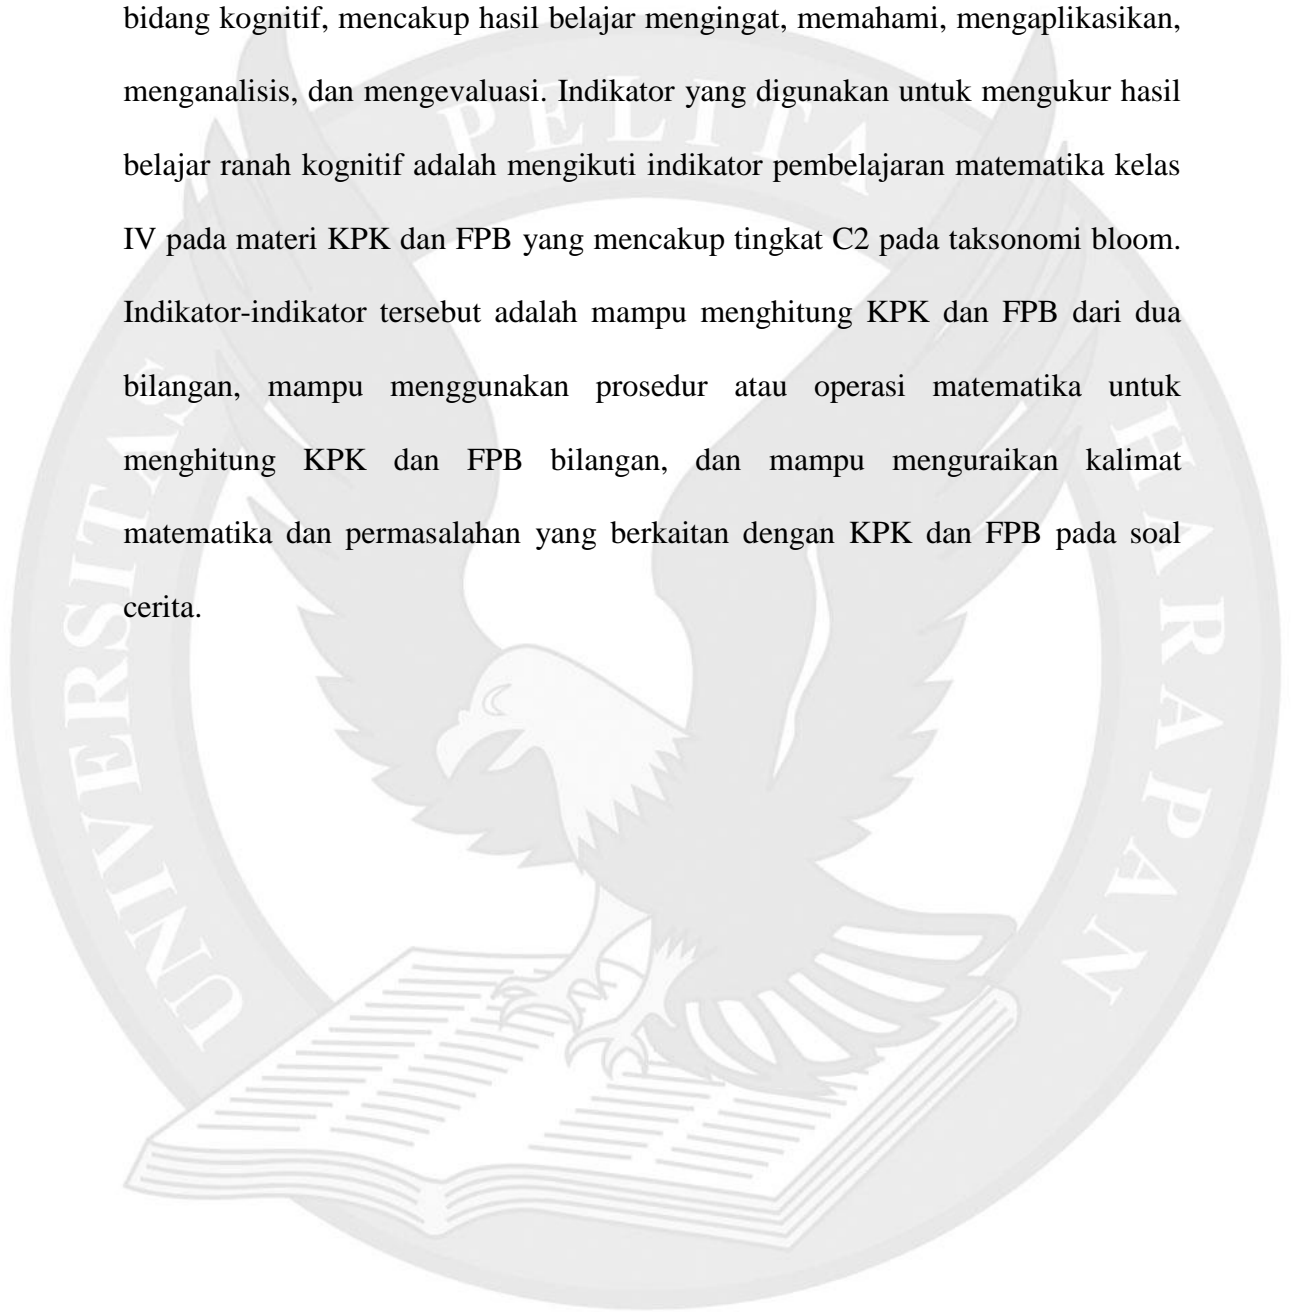 bidang kognitif, mencakup hasil belajar mengingat, memahami, mengaplikasikan,
menganalisis, dan mengevaluasi. Indikator yang digunakan untuk mengukur hasil
belajar ranah kognitif adalah mengikuti indikator pembelajaran matematika kelas
IV pada materi KPK dan FPB yang mencakup tingkat C2 pada taksonomi bloom.
Indikator-indikator tersebut adalah mampu menghitung KPK dan FPB dari dua
bilangan, mampu menggunakan prosedur atau operasi matematika untuk
menghitung KPK dan FPB bilangan, dan mampu menguraikan kalimat
matematika dan permasalahan yang berkaitan dengan KPK dan FPB pada soal
cerita.
UNIVERSITAS PELITA HARAPAN